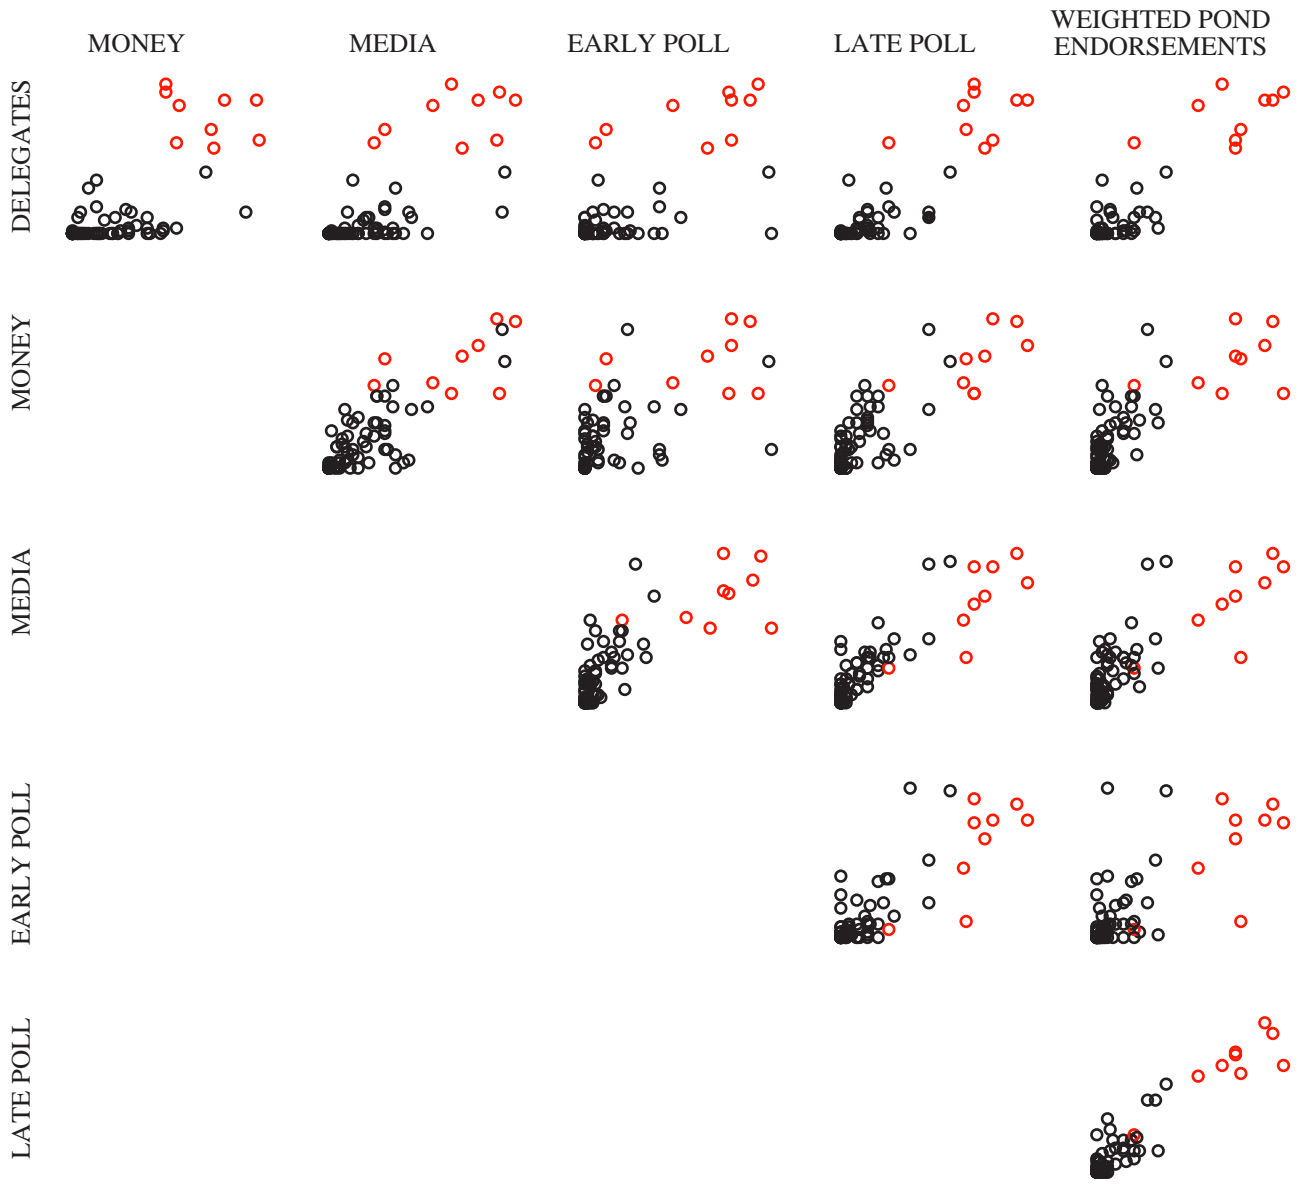 MONEY
MEDIA
EARLY POLL
LATE POLL
WEIGHTED POND
ENDORSEMENTS
DELEGATES
MONEY
MEDIA
EARLY POLL
LATE POLL